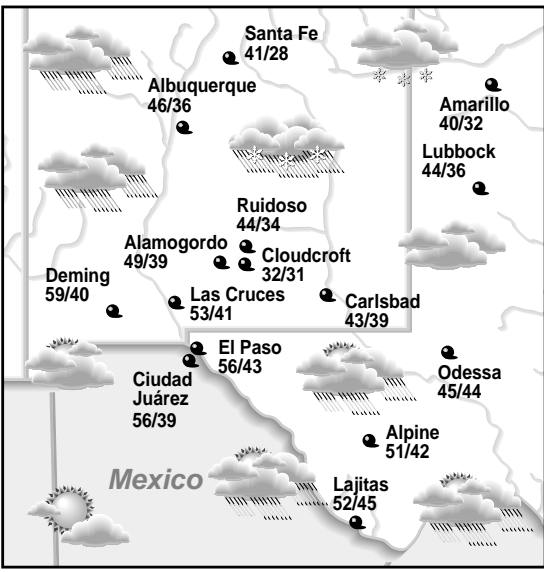 Santa Fe
41/28
Albuquerque
46/36
Amarillo
40/32
Lubbock
44/36
Ruidoso
44/34
Alamogordo
49/39
Cloudcroft
32/31
Deming
59/40
Las Cruces
53/41
Carlsbad
43/39
El Paso
56/43
Ciudad
Juárez
56/39
Odessa
45/44
Alpine
51/42
Mexico
Lajitas
52/45